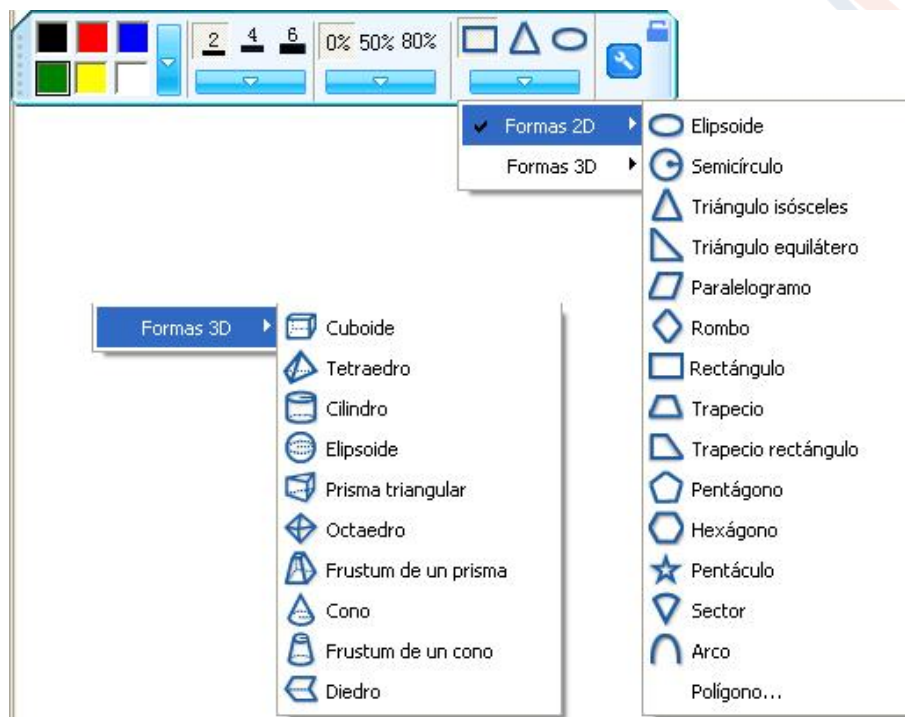 2 4 6 0% 50% 80%
Formas 2D
Formas 3D
Elipsoide
Semicírculo
Triángulo isósceles
Triángulo equilátero
Paralelogramo
Rombo
Rectángulo
Trapecio
Trapecio rectángulo
Pentágono
Hexágono
Pentáculo
Sector
Arco
Polígono...
Formas 3D
Cuboide
Tetraedro
Cilindro
Elipsoide
Prisma triangular
Octaedro
Frustum de un prisma
Cono
Frustum de un cono
Diedro